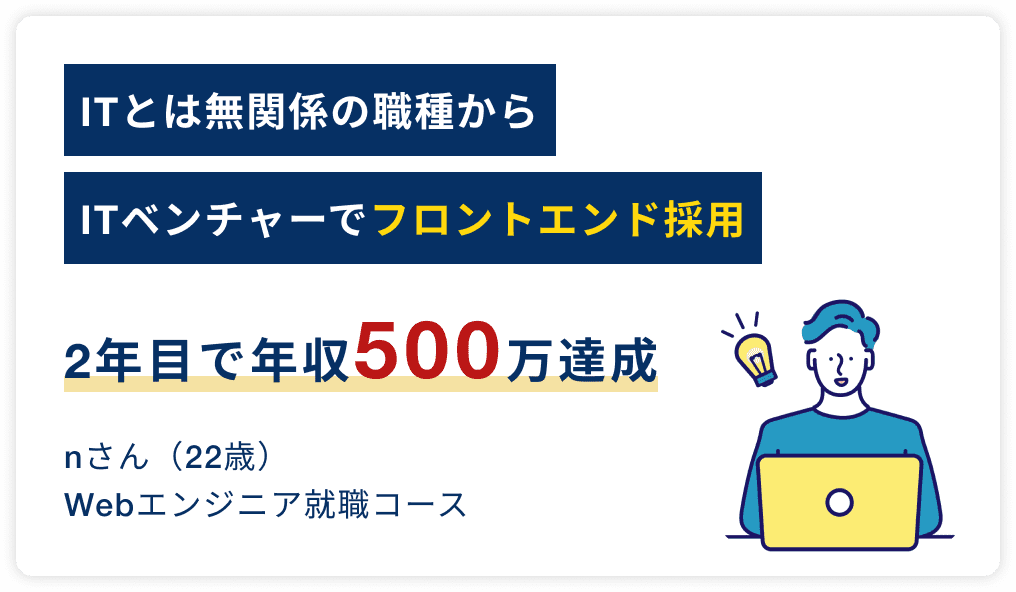 ITとは無関係の職種から
ITベンチャーでフロントエンド採用
2年目で年収500万達成
nさん（22歳）
Webエンジニア就職コース